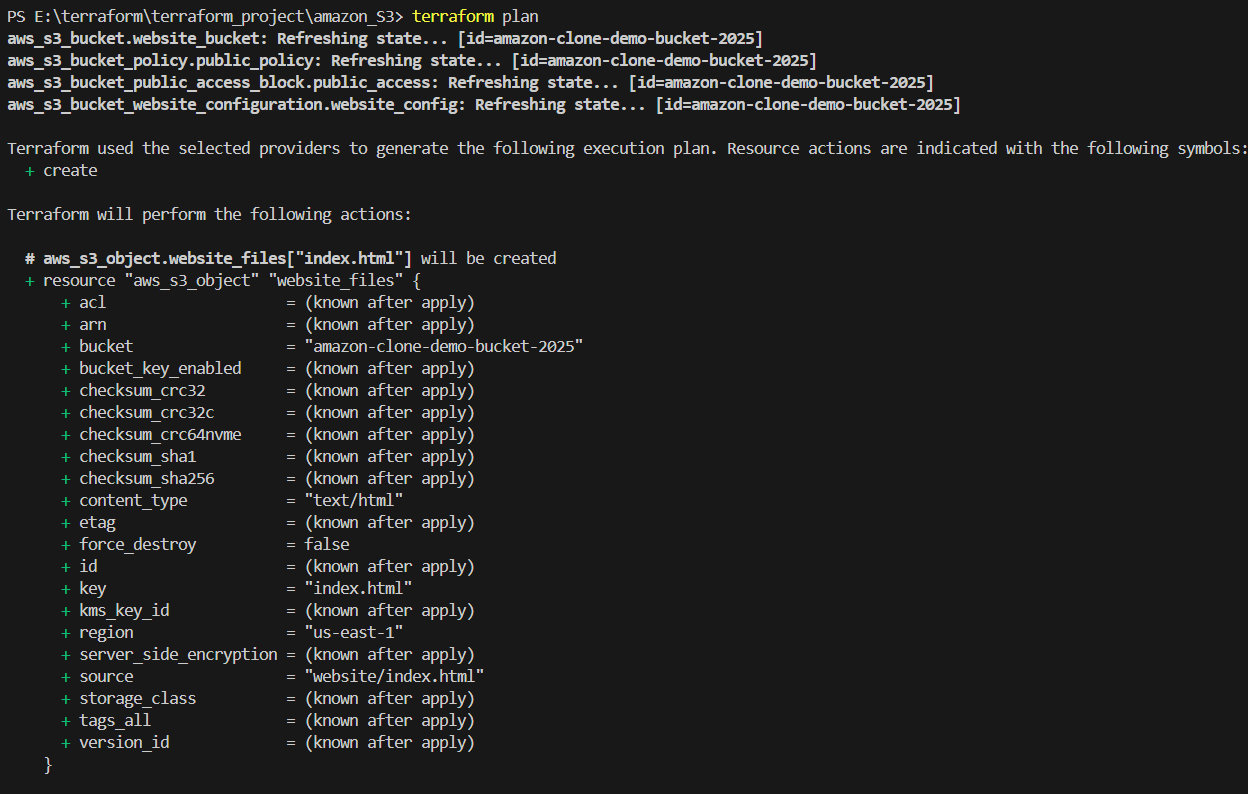 PS E:\terraform\terraform_project\amazon_S3> terraform plan
aws_s3_bucket.website_bucket: Refreshing state... [id=amazon-clone-demo-bucket-2025]
aws_s3_bucket_policy.public_policy: Refreshing state... [id=amazon-clone-demo-bucket-2025]
aws_s3_bucket_public_access_block.public_access: Refreshing state... [id=amazon-clone-demo-bucket-2025]
aws_s3_bucket_website_configuration.website_config: Refreshing state... [id=amazon-clone-demo-bucket-2025]

Terraform used the selected providers to generate the following execution plan. Resource actions are indicated with the following symbols:
  + create

Terraform will perform the following actions:

  # aws_s3_object.website_files["index.html"] will be created
  + resource "aws_s3_object" "website_files" {
      + acl                    = (known after apply)
      + arn                    = (known after apply)
      + bucket                 = "amazon-clone-demo-bucket-2025"
      + bucket_key_enabled     = (known after apply)
      + checksum_crc32         = (known after apply)
      + checksum_crc32c        = (known after apply)
      + checksum_crc64nvme     = (known after apply)
      + checksum_sha1          = (known after apply)
      + checksum_sha256        = (known after apply)
      + content_type           = "text/html"
      + etag                   = (known after apply)
      + force_destroy          = false
      + id                     = (known after apply)
      + key                    = "index.html"
      + kms_key_id             = (known after apply)
      + region                 = "us-east-1"
      + server_side_encryption = (known after apply)
      + source                 = "website/index.html"
      + storage_class          = (known after apply)
      + tags_all               = (known after apply)
      + version_id             = (known after apply)
    }